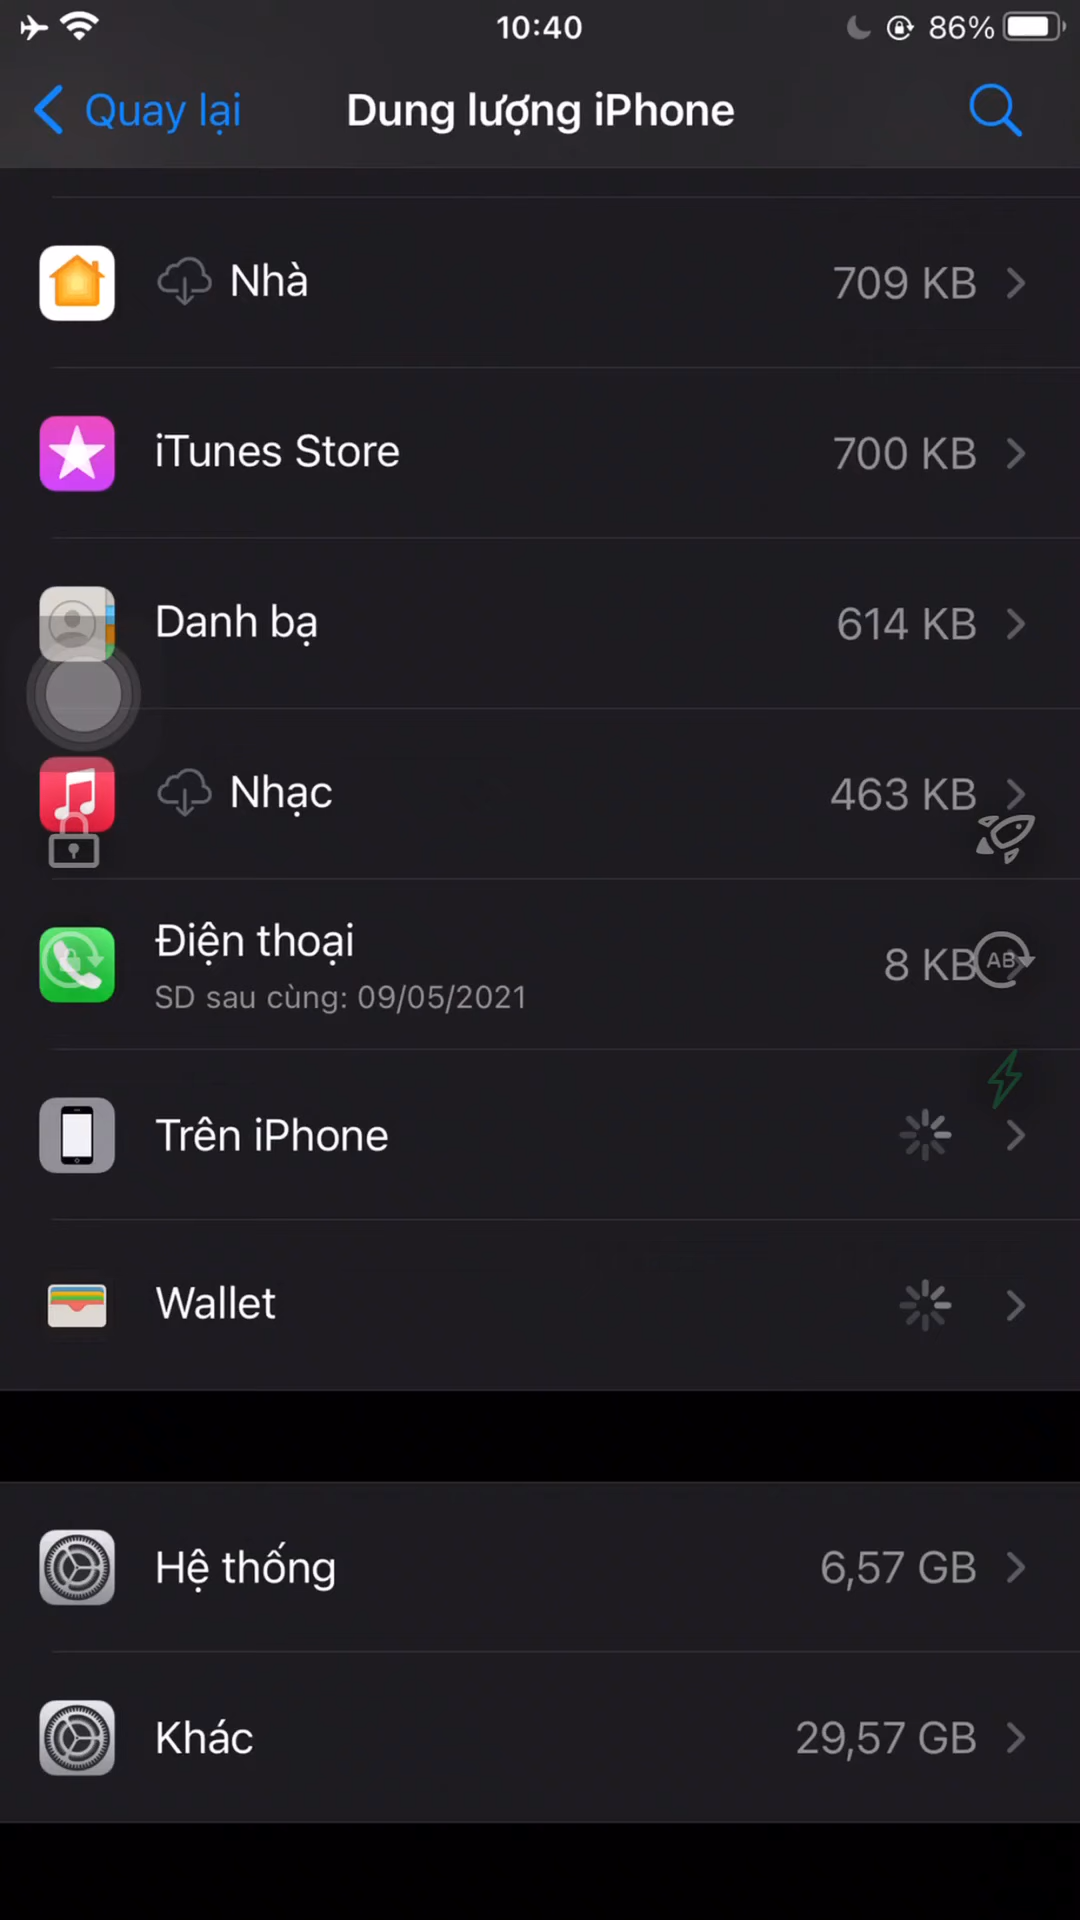 10:40
86%
Quay lại
Dung lượng iPhone
Nhà
709 KB
iTunes Store
700 KB
Danh bạ
614 KB
Nhạc
463 KB
Điện thoại
SD sau cùng: 09/05/2021
8 KB
AB
Trên iPhone
Wallet
Hệ thống
6,57 GB
Khác
29,57 GB